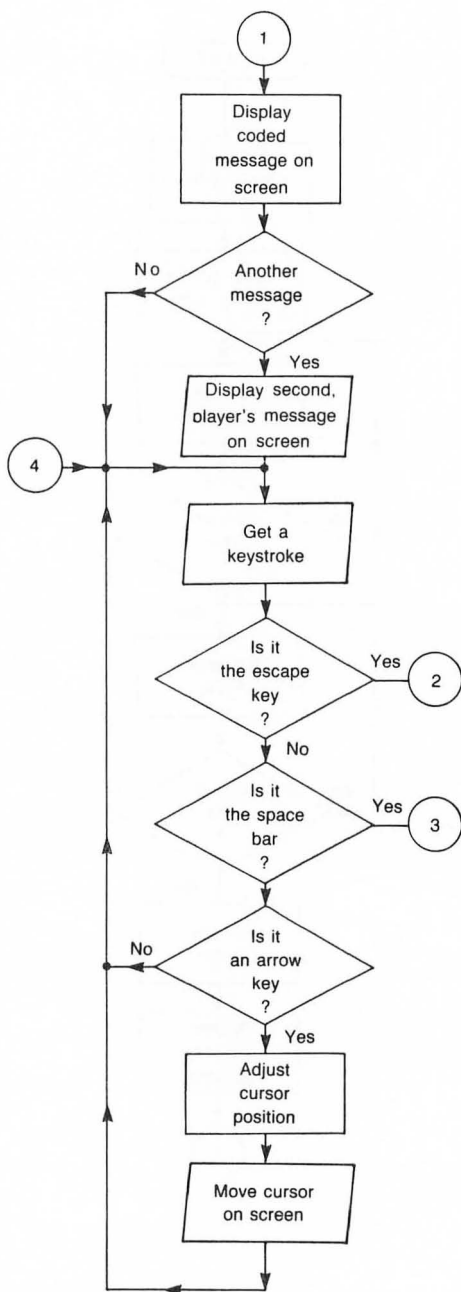 1
Display
coded
message on
screen
No
Another
message
?
Yes
Display second,
player's message
on screen
4
Get a
keystroke
Is it
the escape
key
?
Yes
2
No
Is it
the space
bar
?
Yes
3
No
Is it
an arrow
key
?
Yes
Adjust
cursor
position
Move cursor
on screen